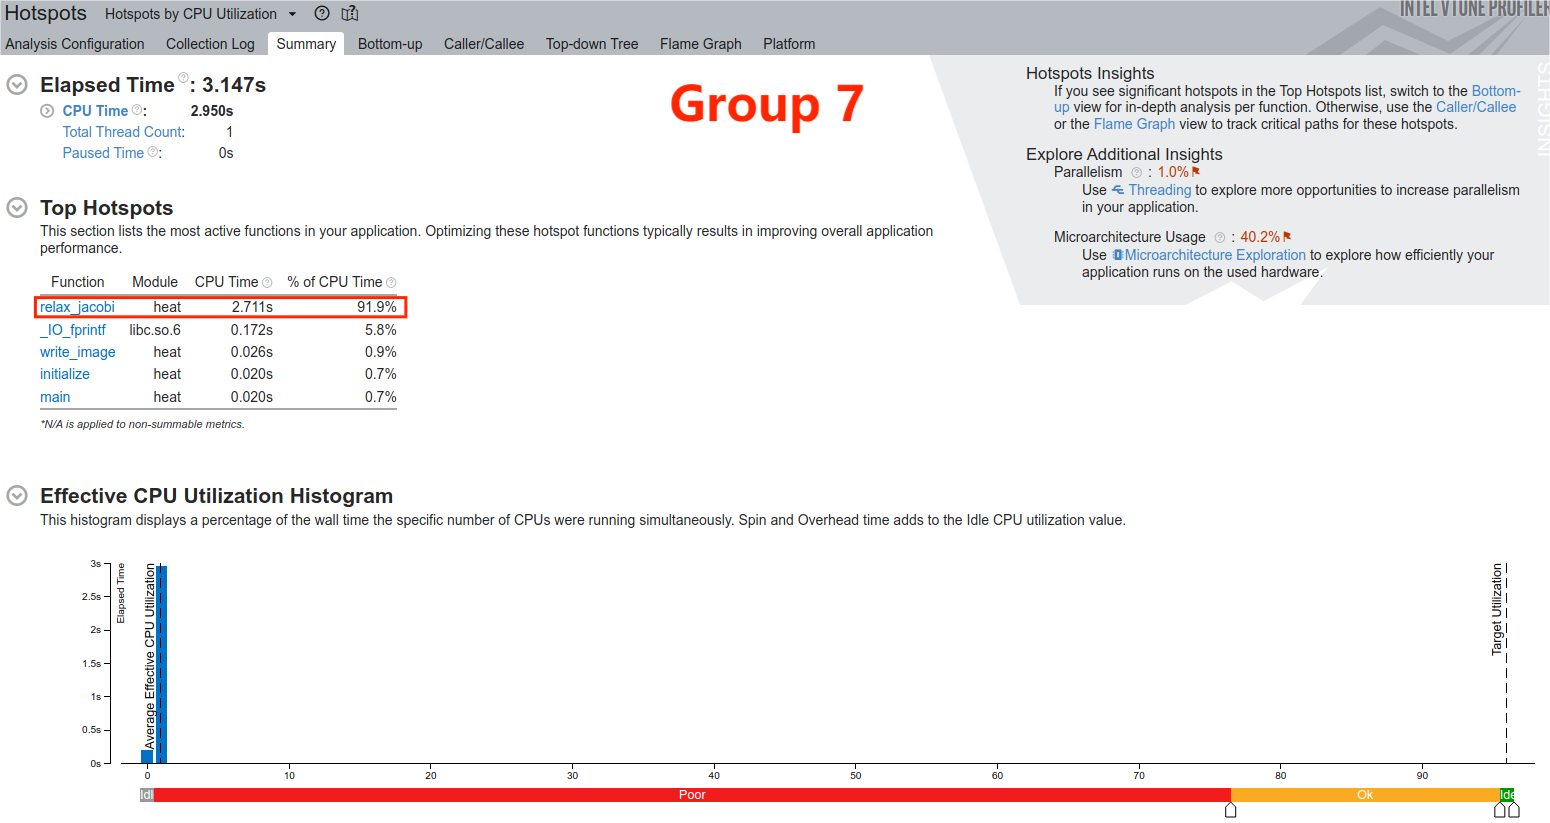 Hotspots Hotspots by CPU Utilization
INTEL VTUNE PROFILER
Analysis Configuration Collection Log Summary Bottom-up Caller/Callee Top-down Tree Flame Graph Platform
Elapsed Time : 3.147s
CPU Time : 2.950s
Total Thread Count: 1
Paused Time : 0s
Group 7
Hotspots Insights
If you see significant hotspots in the Top Hotspots list, switch to the Bottom-
up view for in-depth analysis per function. Otherwise, use the Caller/Callee
or the Flame Graph view to track critical paths for these hotspots.
Explore Additional Insights
Parallelism : 1.0%
Use Threading to explore more opportunities to increase parallelism
in your application.
Microarchitecture Usage : 40.2%
Use Microarchitecture Exploration to explore how efficiently your
application runs on the used hardware.
INSIGHTS
Top Hotspots
This section lists the most active functions in your application. Optimizing these hotspot functions typically results in improving overall application
performance.
Function Module CPU Time % of CPU Time
relax_jacobi heat 2.711s 91.9%
_IO_fprintf libc.so.6 0.172s 5.8%
write_image heat 0.026s 0.9%
initialize heat 0.020s 0.7%
main heat 0.020s 0.7%
*N/A is applied to non-summable metrics.
Effective CPU Utilization Histogram
This histogram displays a percentage of the wall time the specific number of CPUs were running simultaneously. Spin and Overhead time adds to the Idle CPU utilization value.
3s
2.5s
2s
1.5s
1s
0.5s
0s
Elapsed Time
Average Effective CPU Utilization
Target Utilization
0 10 20 30 40 50 60 70 80 90
Idl Poor Ok Ide